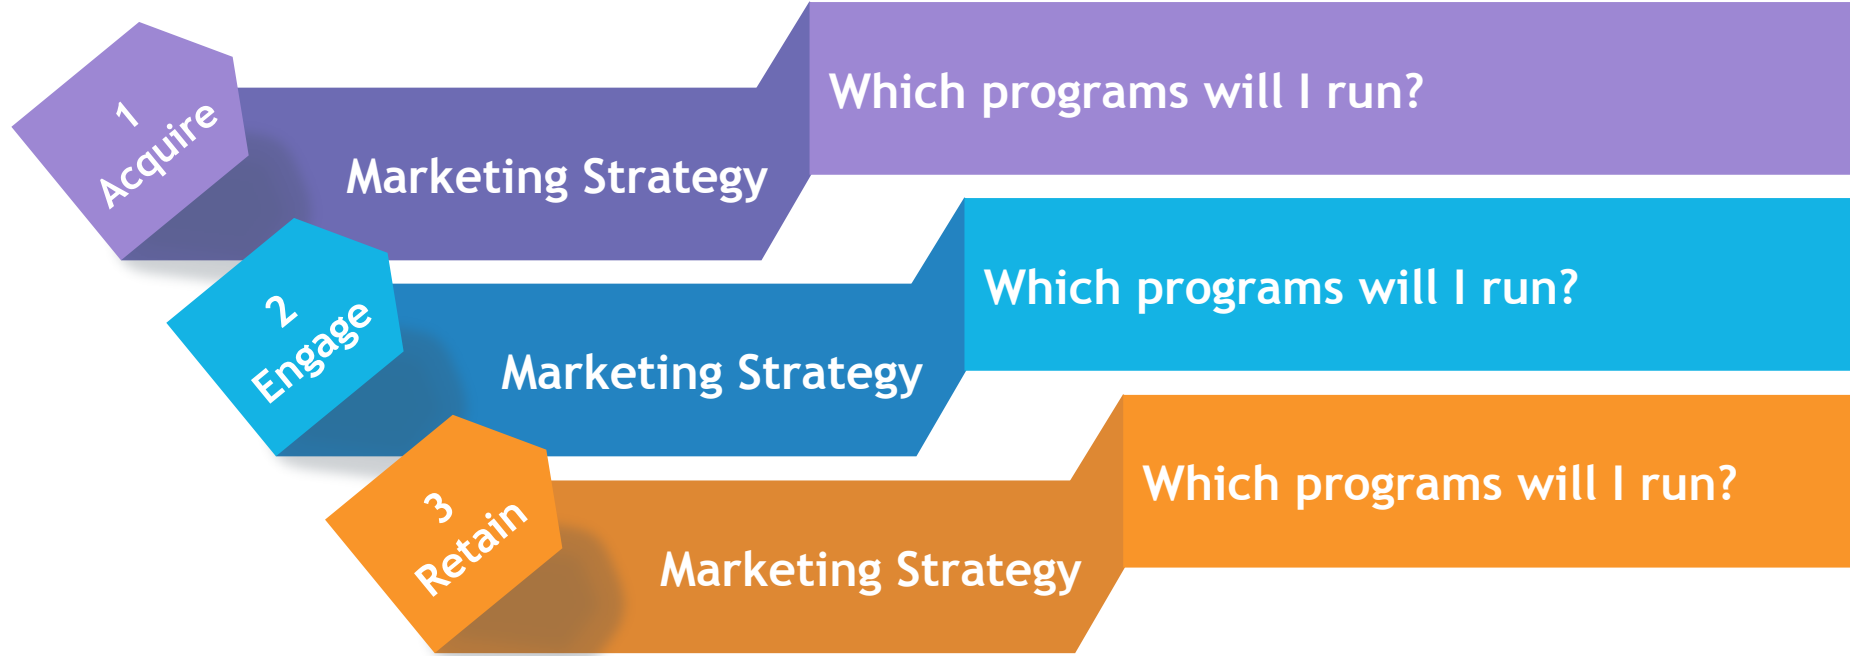 1
Acquire
Marketing Strategy
Which programs will I run?
2
Engage
Marketing Strategy
Which programs will I run?
3
Retain
Marketing Strategy
Which programs will I run?